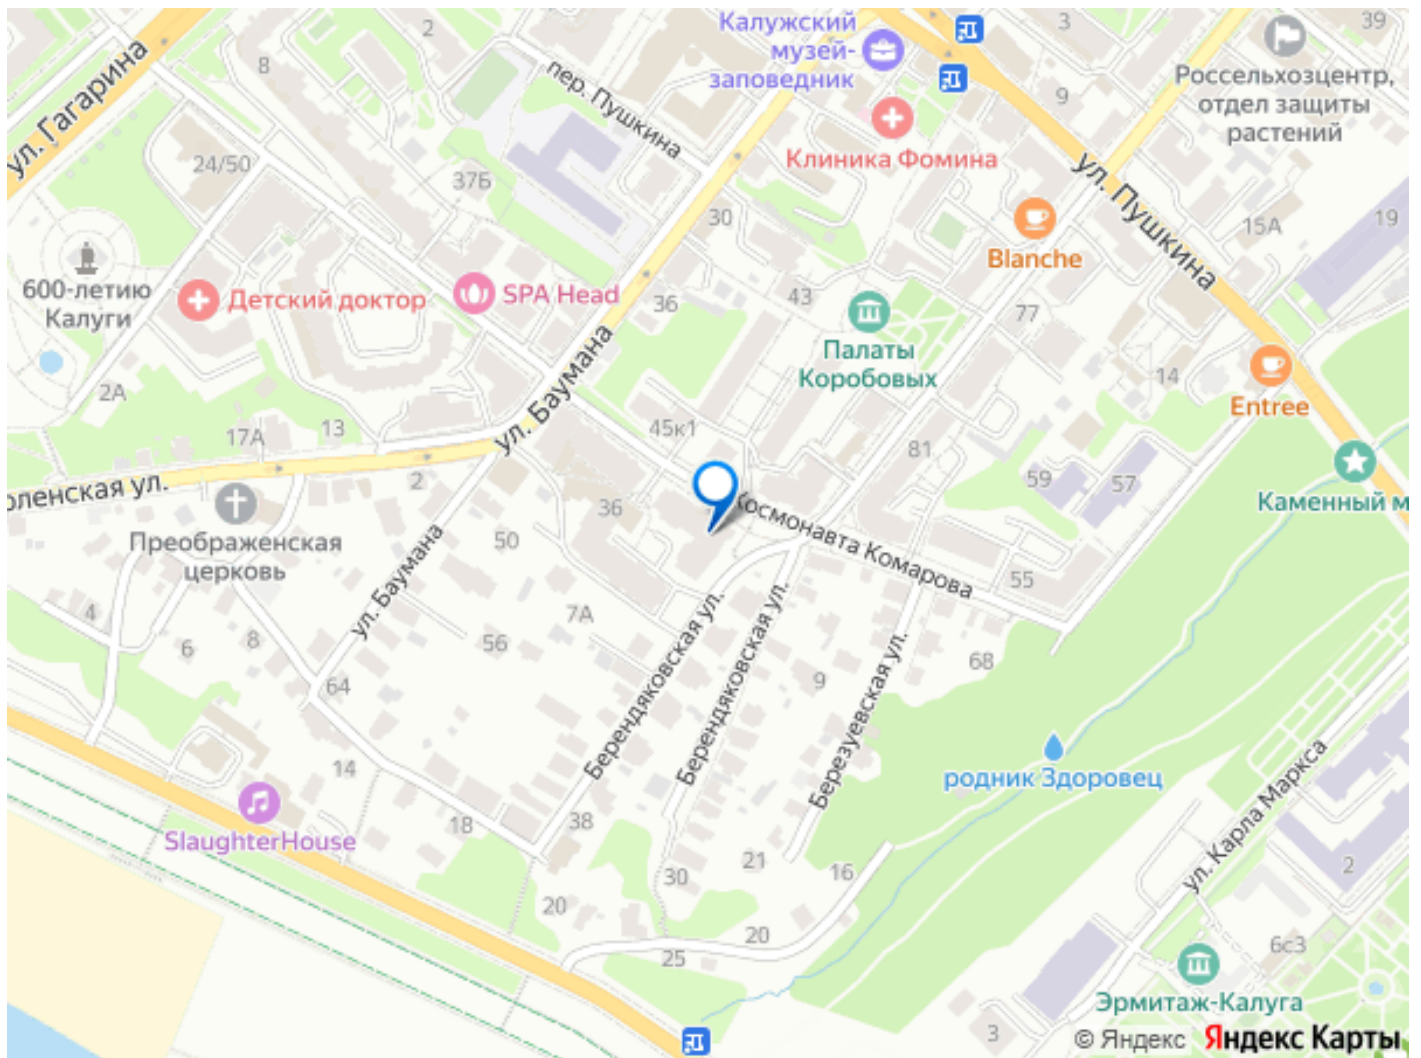 Калужский
музей-
заповедник
2
3
39
8
9
ул. Гагарина
пер. Пушкина
Россельхозцентр,
отдел защиты
растений
Клиника Фомина
ул. Пушкина
24/50
37Б
30
15А
19
Blanche
600-летию
Калуги
Детский доктор
SPA Head
36
43
77
Палаты
Коробовых
2А
ул. Баумана
14
Entree
17А
13
45к1
81
59
57
2
Каменный м
оленская ул.
36
Космонавта Комарова
Преображенская
церковь
50
55
ул. Баумана
7А
4
6
8
56
68
9
64
Берендяковская ул.
Берендяковская ул.
Березуевская ул.
14
родник Здоровец
ул. Карла Маркса
SlaughterHouse
18
38
21
16
2
30
20
20
25
6с3
Эрмитаж-Калуга
3
© Яндекс Яндекс Карты